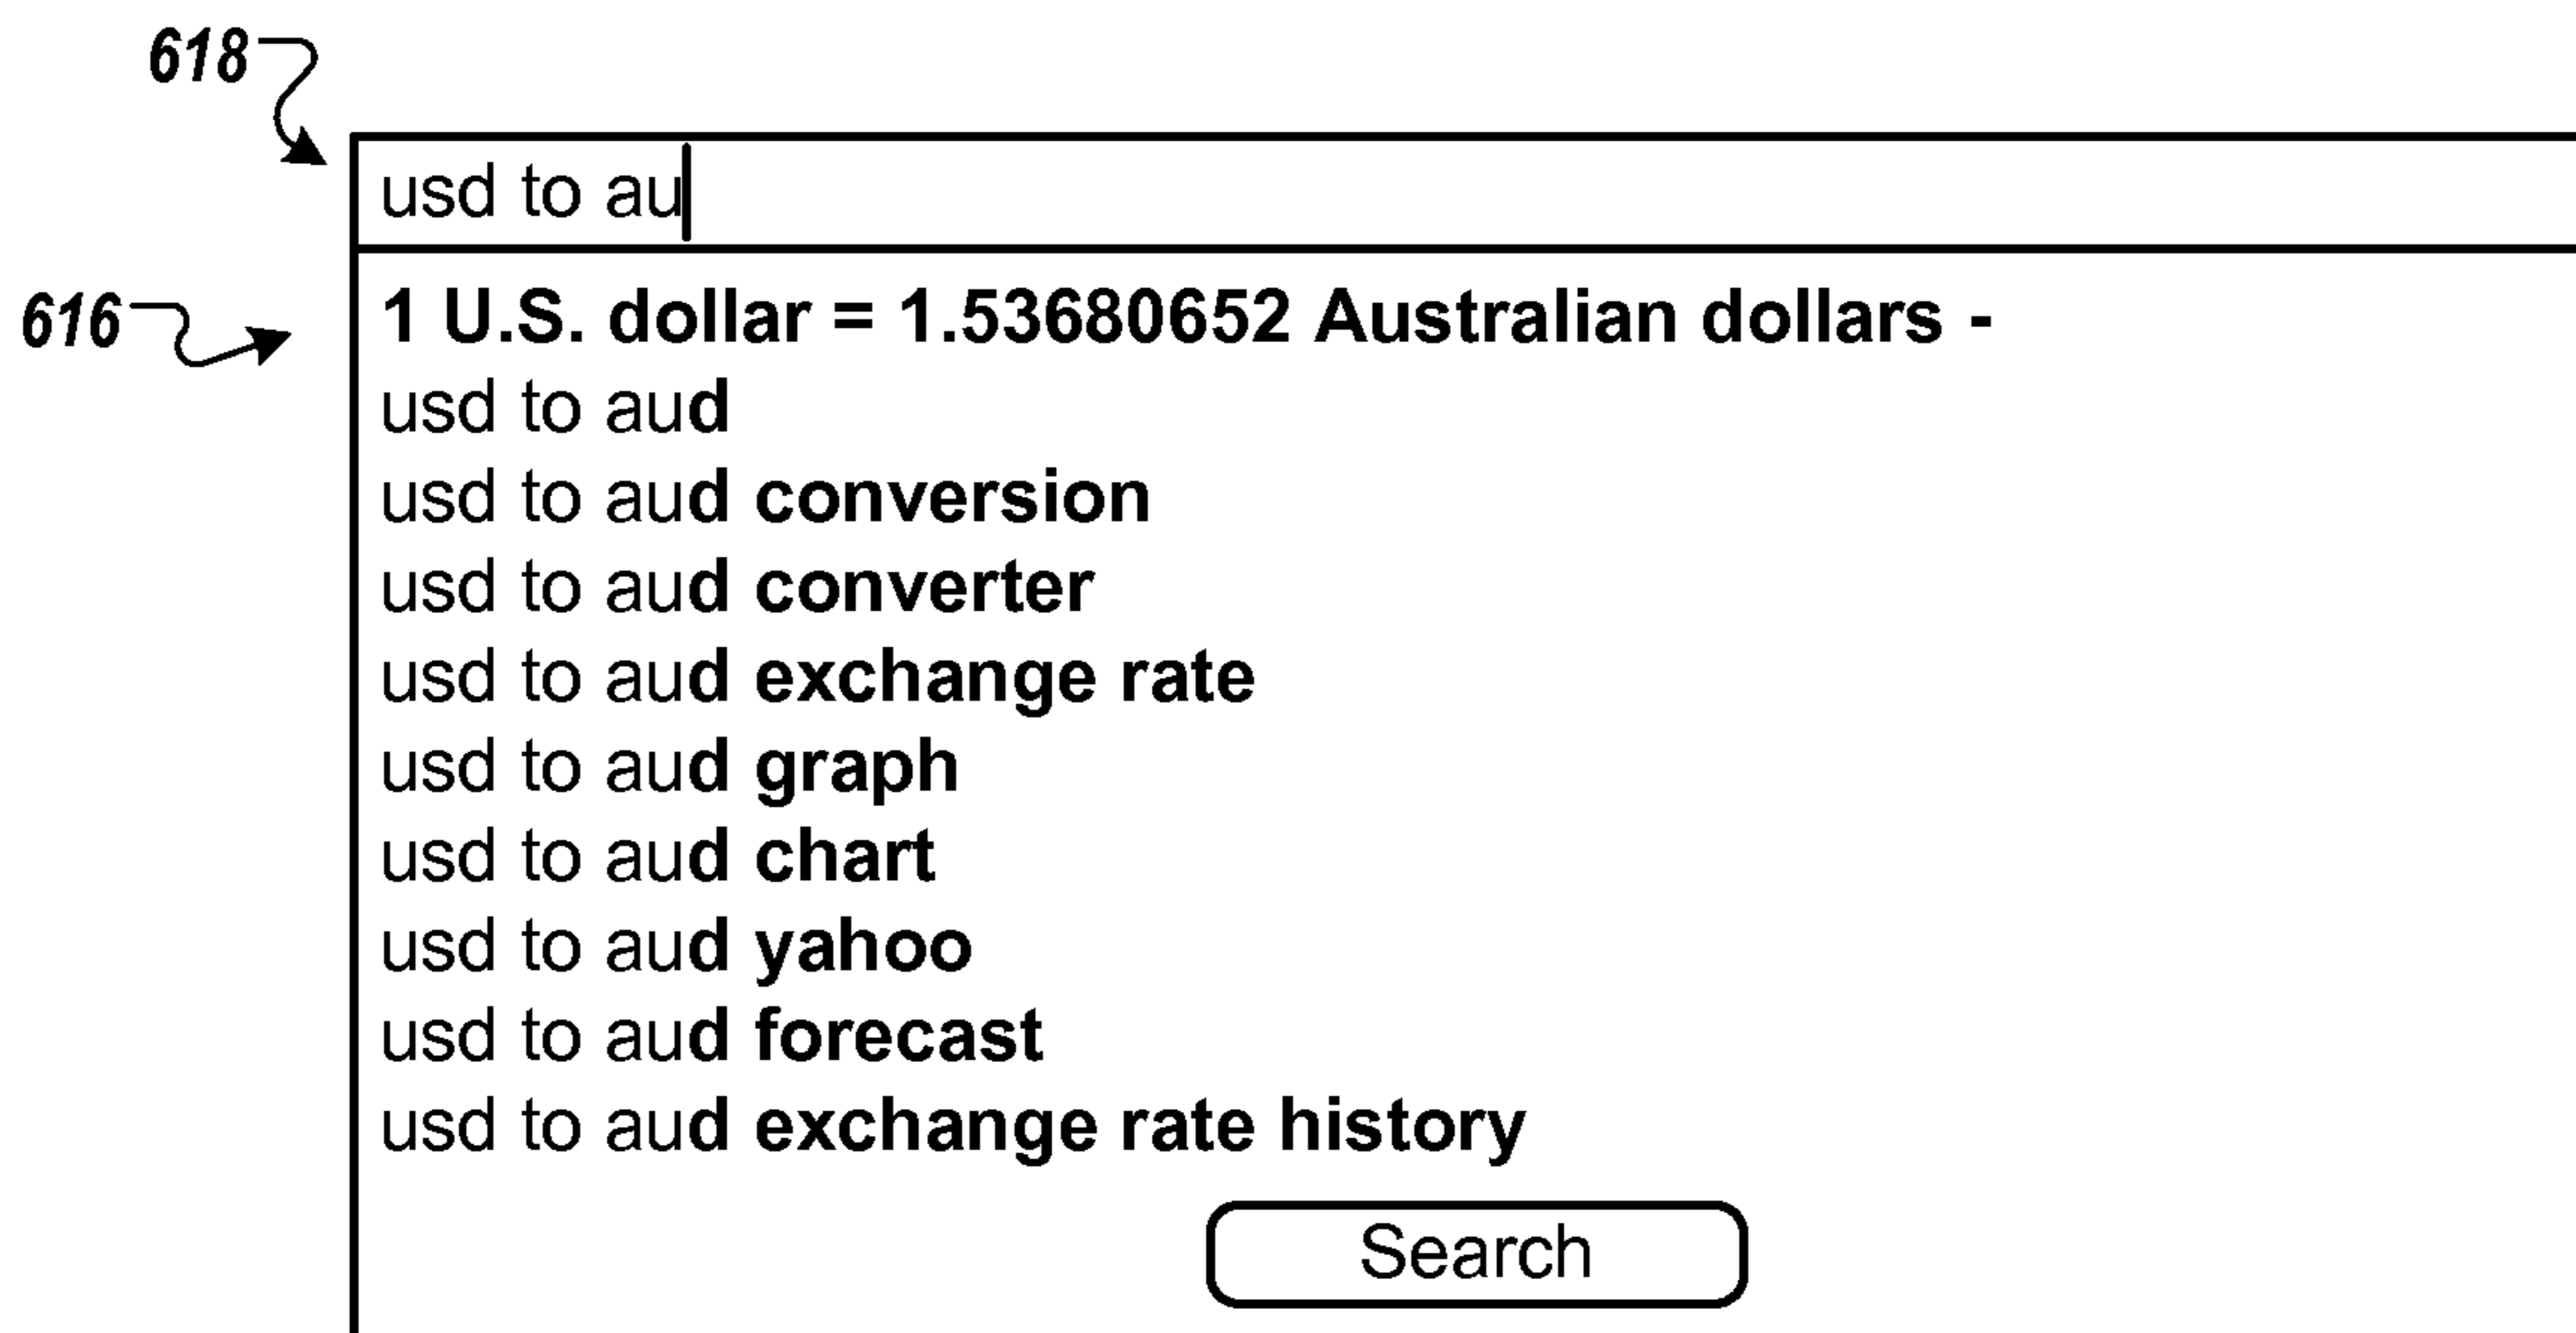 618
usd to au
616
1 U.S. dollar = 1.53680652 Australian dollars -
usd to aud
usd to aud conversion
usd to aud converter
usd to aud exchange rate
usd to aud graph
usd to aud chart
usd to aud yahoo
usd to aud forecast
usd to aud exchange rate history
Search